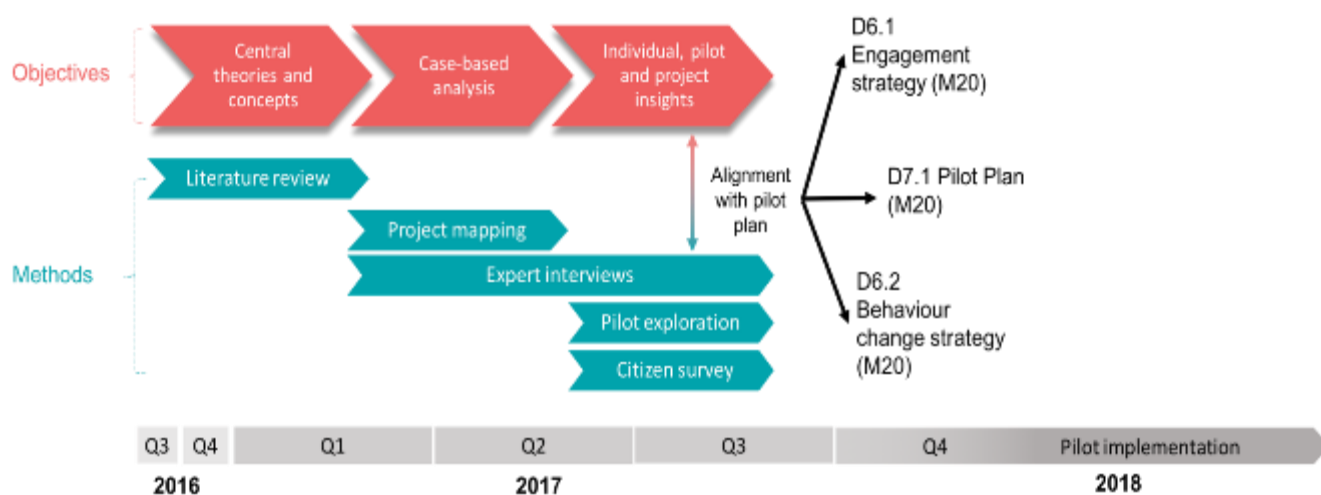 Objectives
Central
theories and
concepts
Case-based
analysis
Individual, pilot
and project
insights
D6.1
Engagement
strategy (M20)
Methods
Literature review
Project mapping
Expert interviews
Pilot exploration
Citizen survey
Alignment
with pilot
plan
D7.1 Pilot Plan
(M20)
D6.2
Behaviour
change strategy
(M20)
Q3 Q4 Q1 Q2 Q3 Q4 Pilot implementation
2016 2017 2018